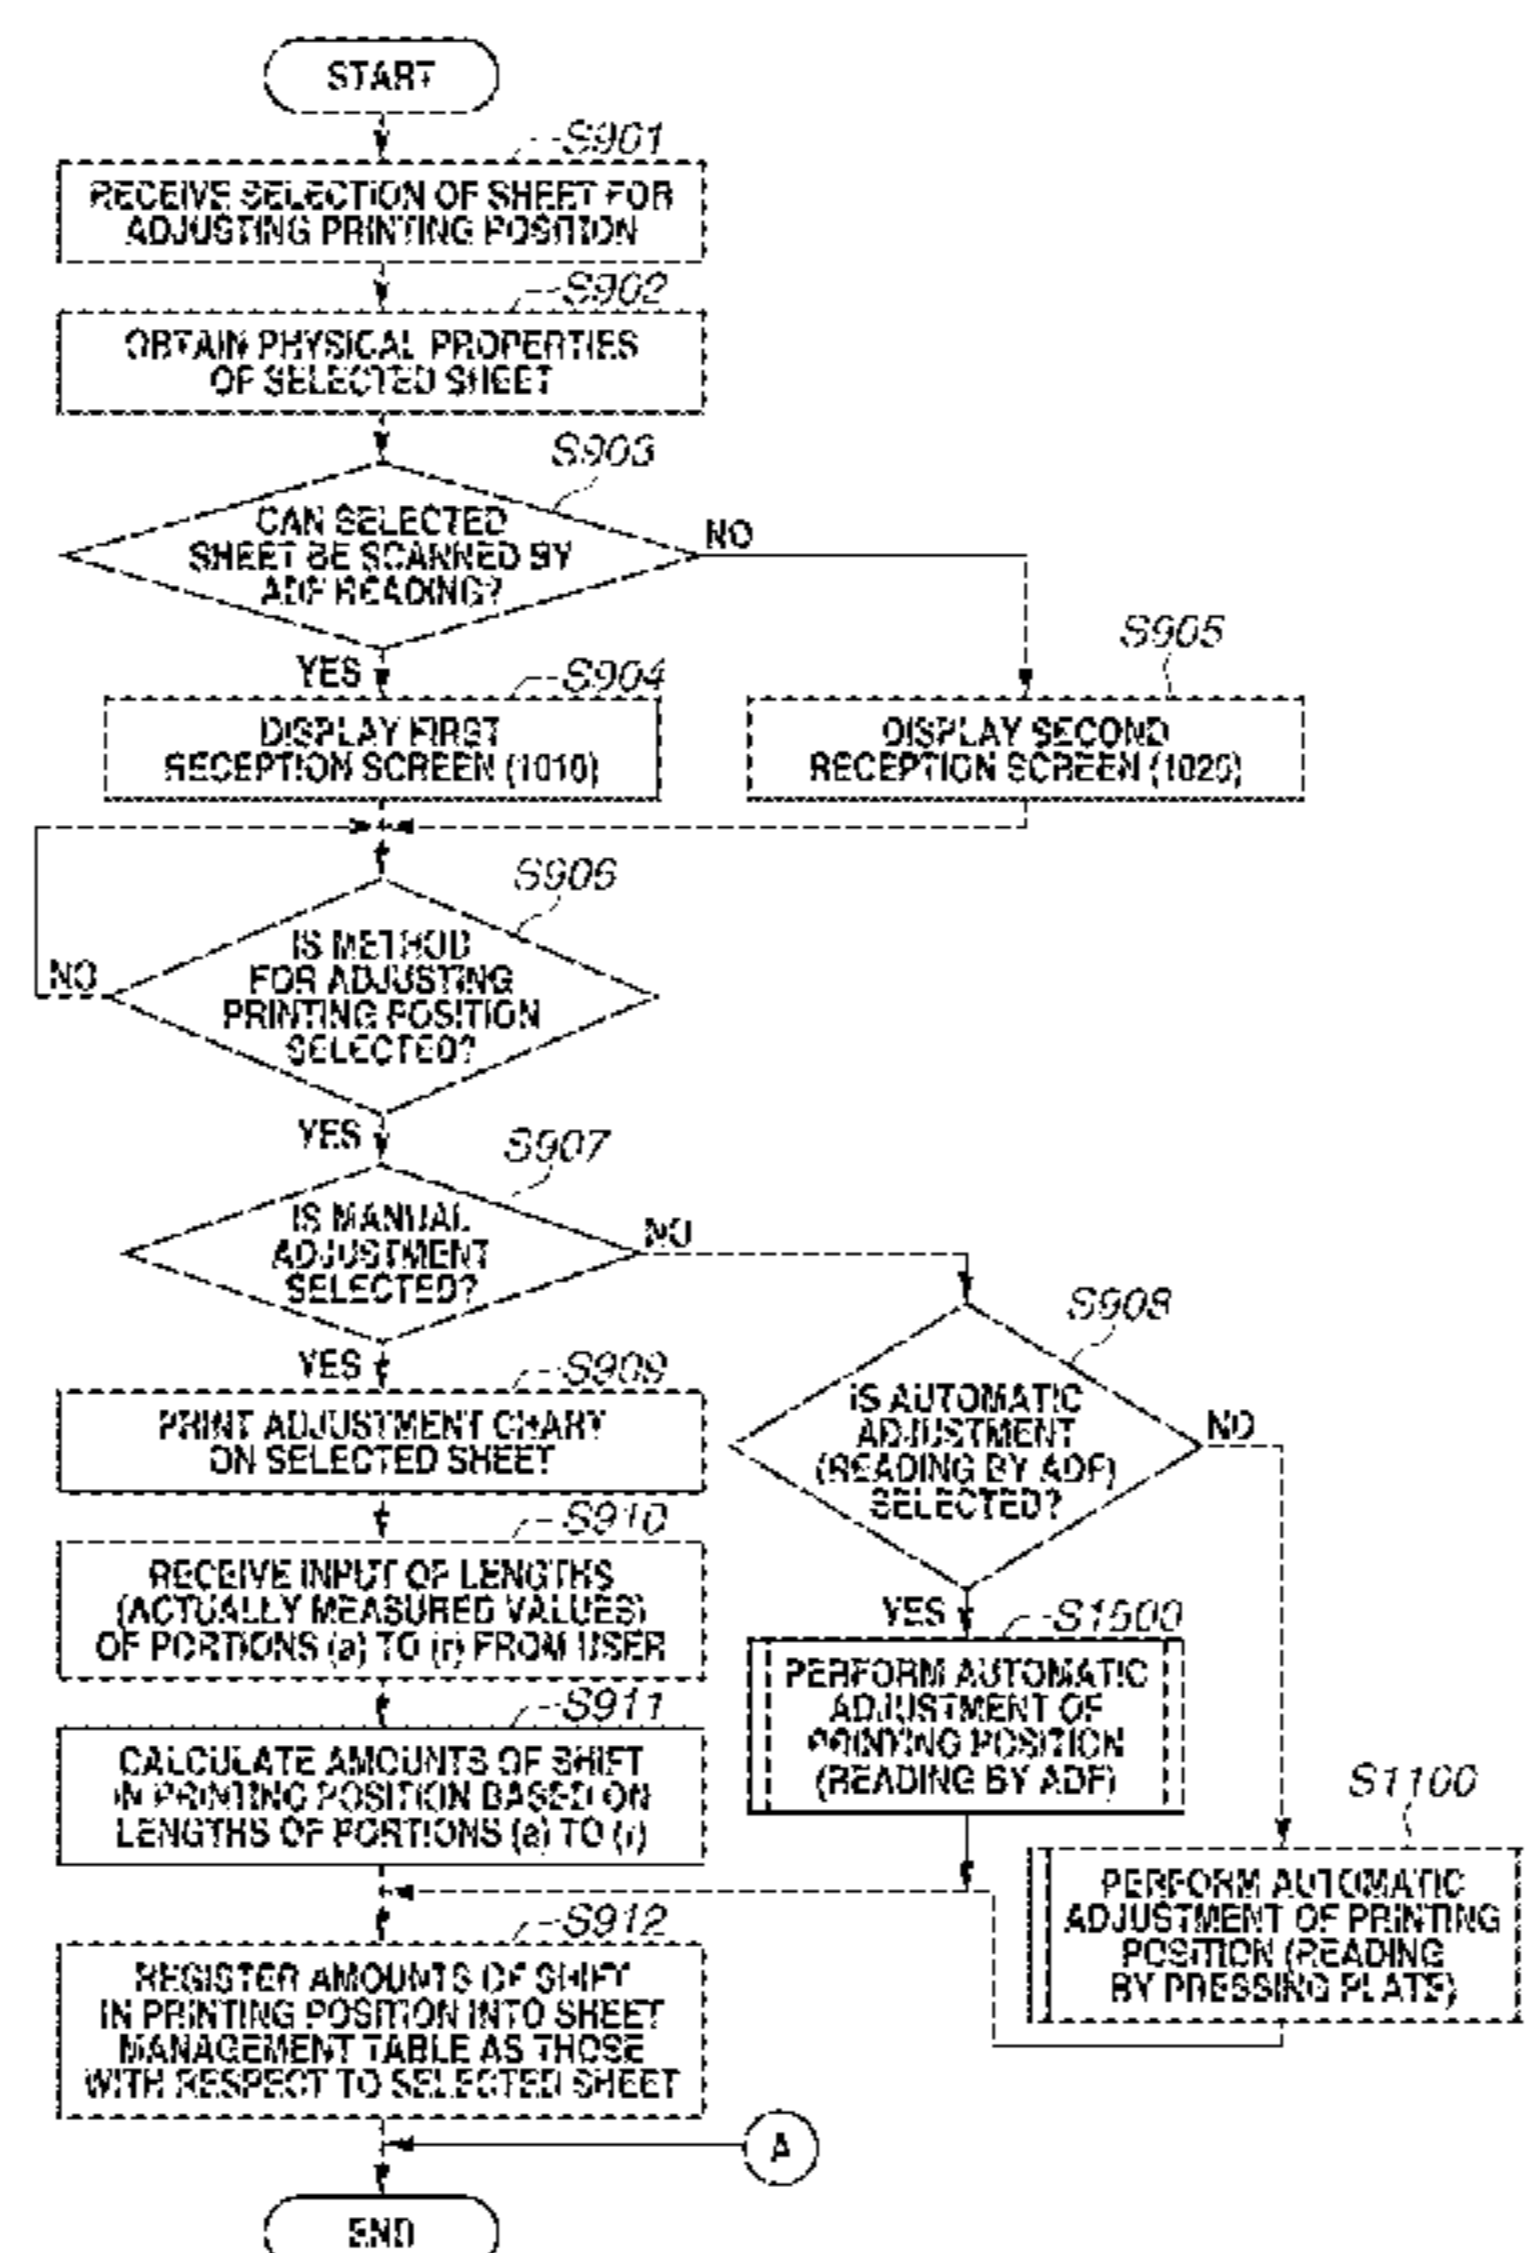 START
S901
RECEIVE SELECTION OF SHEET FOR
ADJUSTING PRINTING POSITION
S902
OBTAIN PHYSICAL PROPERTIES
OF SELECTED SHEET
S903
CAN SELECTED
SHEET BE SCANNED BY
ADF READING?
NO
YES
S904
DISPLAY FIRST
RECEPTION SCREEN (1010)
S905
DISPLAY SECOND
RECEPTION SCREEN (1020)
S906
IS METHOD
FOR ADJUSTING
PRINTING POSITION
SELECTED?
NO
YES
S907
IS MANUAL
ADJUSTMENT
SELECTED?
NO
YES
S908
IS AUTOMATIC
ADJUSTMENT
(READING BY ADF)
SELECTED?
NO
YES
S909
PRINT ADJUSTMENT CHART
ON SELECTED SHEET
S910
RECEIVE INPUT OF LENGTHS
(ACTUALLY MEASURED VALUES)
OF PORTIONS (a) TO (r) FROM USER
S911
CALCULATE AMOUNTS OF SHIFT
IN PRINTING POSITION BASED ON
LENGTHS OF PORTIONS (a) TO (r)
S1500
PERFORM AUTOMATIC
ADJUSTMENT OF
PRINTING POSITION
(READING BY ADF)
S1100
PERFORM AUTOMATIC
ADJUSTMENT OF PRINTING
POSITION (READING
BY PRESSING PLATE)
S912
REGISTER AMOUNTS OF SHIFT
IN PRINTING POSITION INTO SHEET
MANAGEMENT TABLE AS THOSE
WITH RESPECT TO SELECTED SHEET
A
END